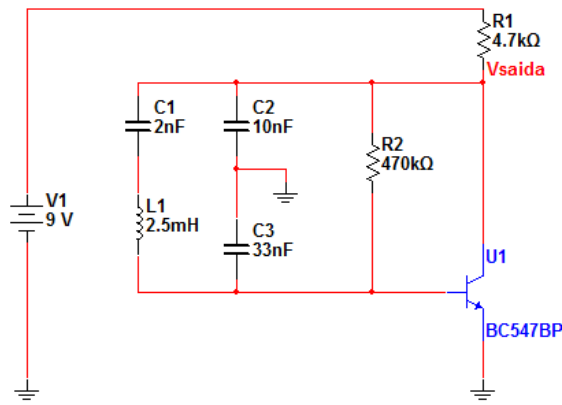 R1
4.7kΩ
Vsaida
C1
2nF
C2
10nF
R2
470kΩ
V1
9 V
L1
2.5mH
C3
33nF
U1
BC547BP